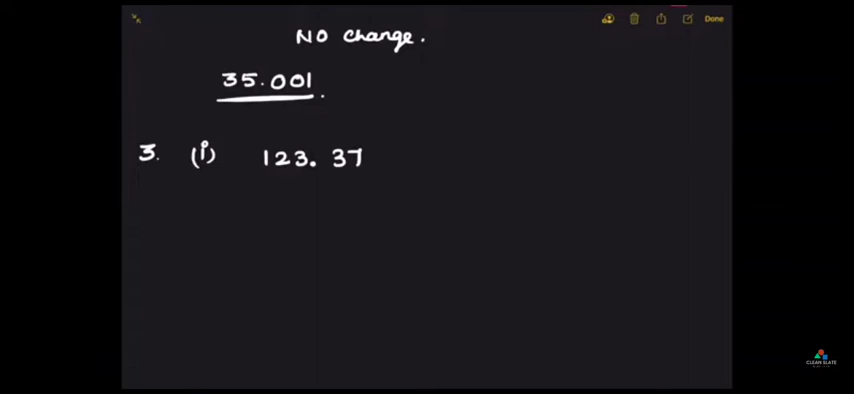 Done
NO change.
35.001.
3. (i) 123.37
CLEAN SLATE